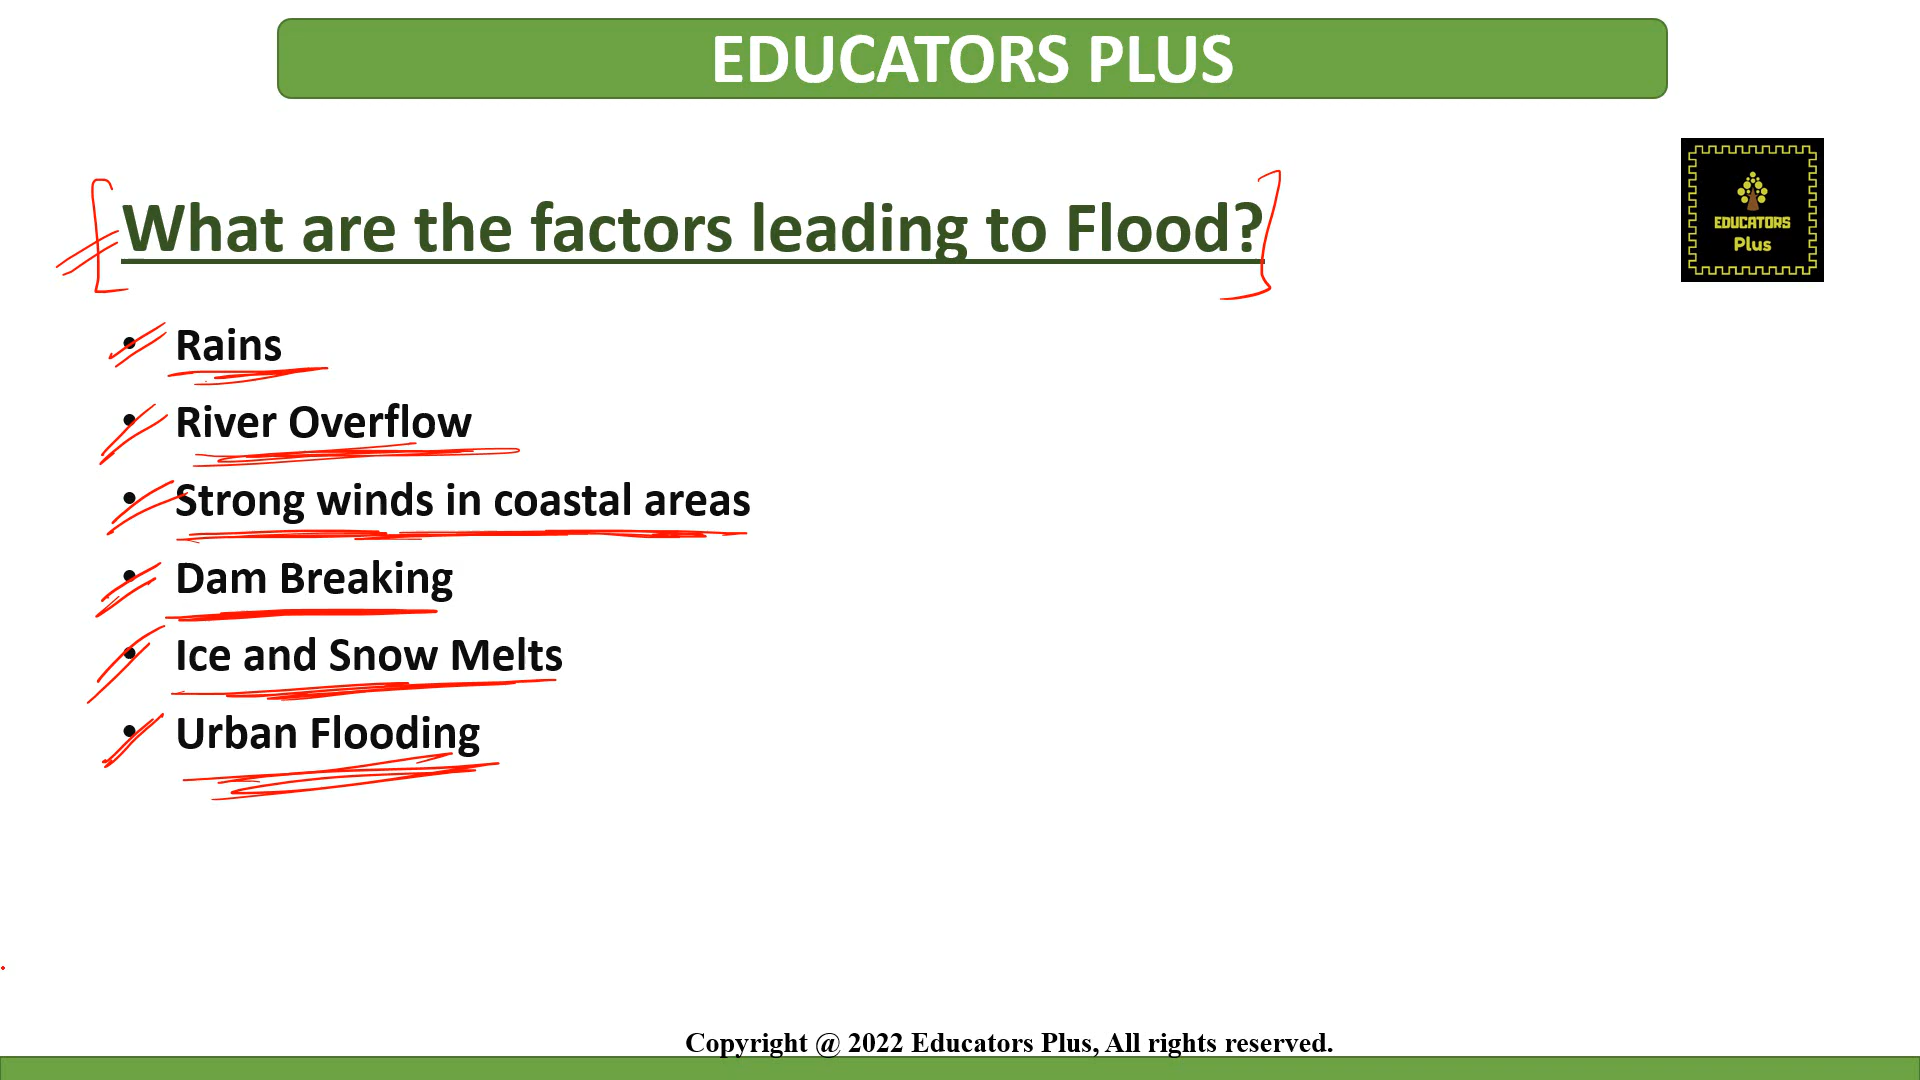 EDUCATORS PLUS
EDUCATORS
Plus
What are the factors leading to Flood?
• Rains
• River Overflow
• Strong winds in coastal areas
• Dam Breaking
• Ice and Snow Melts
• Urban Flooding
Copyright @ 2022 Educators Plus, All rights reserved.